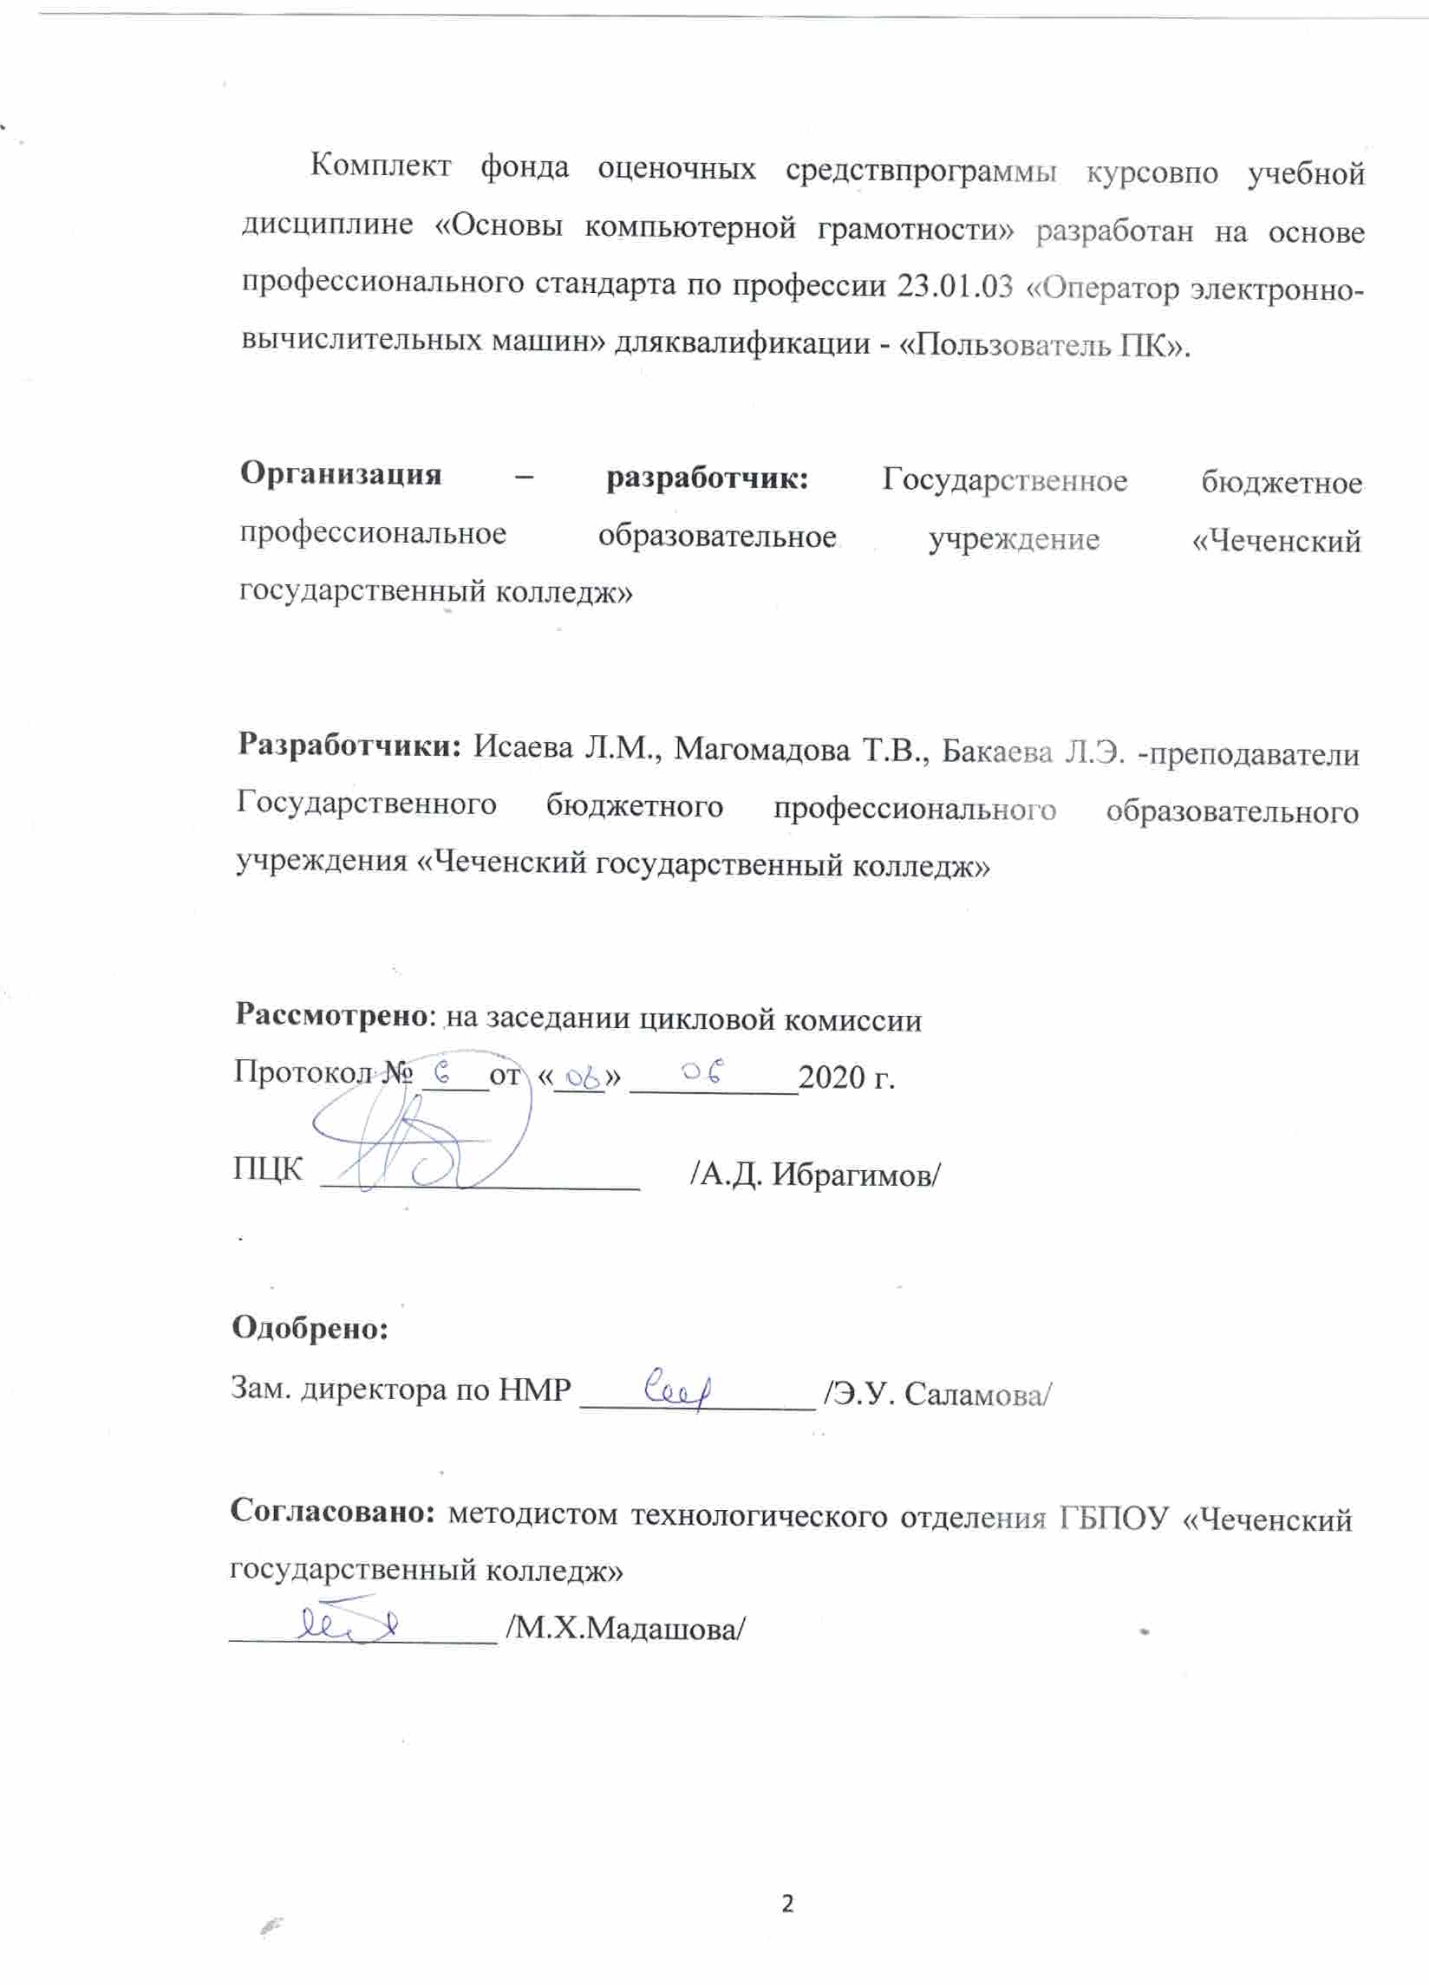 Комплект фонда оценочных средствпрограммы курсовпо учебной
дисциплине «Основы компьютерной грамотности» разработан на основе
профессионального стандарта по профессии 23.01.03 «Оператор электронно-
вычислительных машин» дляквалификации - «Пользователь ПК».
Организация – разработчик: Государственное бюджетное
профессиональное образовательное учреждение «Чеченский
государственный колледж»
Разработчики: Исаева Л.М., Магомадова Т.В., Бакаева Л.Э. -преподаватели
Государственного бюджетного профессионального образовательного
учреждения «Чеченский государственный колледж»
Рассмотрено: на заседании цикловой комиссии
Протокол № 6 от «06» 06 2020 г.
ПЦК /А.Д. Ибрагимов/
Одобрено:
Зам. директора по НМР /Э.У. Саламова/
Согласовано: методистом технологического отделения ГБПОУ «Чеченский
государственный колледж»
/М.Х.Мадашова/
2